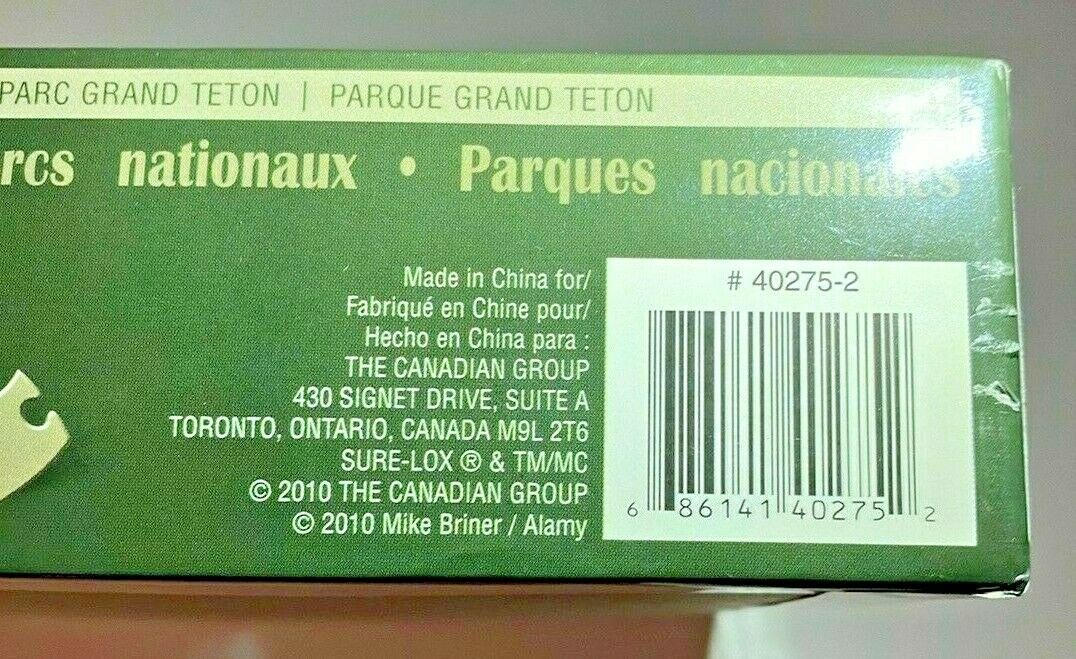 PARC GRAND TETON | PARQUE GRAND TETON
rcs nationaux • Parques nacionales
Made in China for/
Fabriqué en Chine pour/
Hecho en China para :
THE CANADIAN GROUP
430 SIGNET DRIVE, SUITE A
TORONTO, ONTARIO, CANADA M9L 2T6
SURE-LOX ® & TM/MC
© 2010 THE CANADIAN GROUP
© 2010 Mike Briner / Alamy
# 40275-2
6 86141 40275 2